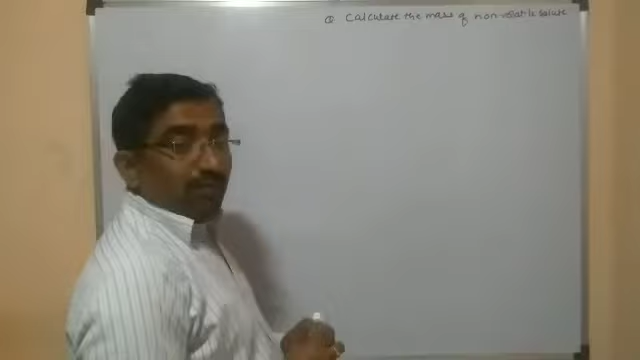 Q Calculate the mass of non-volatile solute